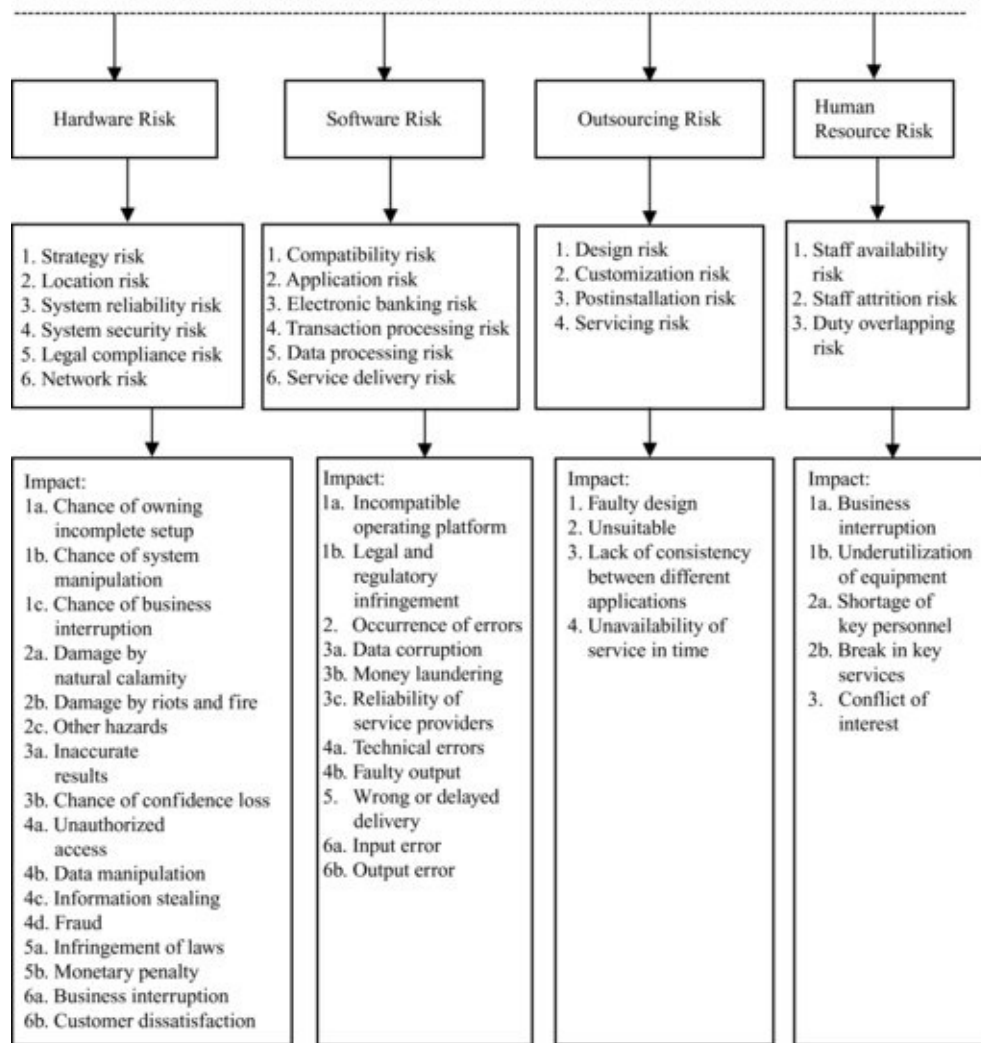 Hardware Risk
Software Risk
Outsourcing Risk
Human
Resource Risk
1. Strategy risk
2. Location risk
3. System reliability risk
4. System security risk
5. Legal compliance risk
6. Network risk
1. Compatibility risk
2. Application risk
3. Electronic banking risk
4. Transaction processing risk
5. Data processing risk
6. Service delivery risk
1. Design risk
2. Customization risk
3. Postinstallation risk
4. Servicing risk
1. Staff availability
risk
2. Staff attrition risk
3. Duty overlapping
risk
Impact:
1a. Chance of owning
incomplete setup
1b. Chance of system
manipulation
1c. Chance of business
interruption
2a. Damage by
natural calamity
2b. Damage by riots and fire
2c. Other hazards
3a. Inaccurate
results
3b. Chance of confidence loss
4a. Unauthorized
access
4b. Data manipulation
4c. Information stealing
4d. Fraud
5a. Infringement of laws
5b. Monetary penalty
6a. Business interruption
6b. Customer dissatisfaction
Impact:
1a. Incompatible
operating platform
1b. Legal and
regulatory
infringement
2. Occurrence of errors
3a. Data corruption
3b. Money laundering
3c. Reliability of
service providers
4a. Technical errors
4b. Faulty output
5. Wrong or delayed
delivery
6a. Input error
6b. Output error
Impact:
1. Faulty design
2. Unsuitable
3. Lack of consistency
between different
applications
4. Unavailability of
service in time
Impact:
1a. Business
interruption
1b. Underutilization
of equipment
2a. Shortage of
key personnel
2b. Break in key
services
3. Conflict of
interest